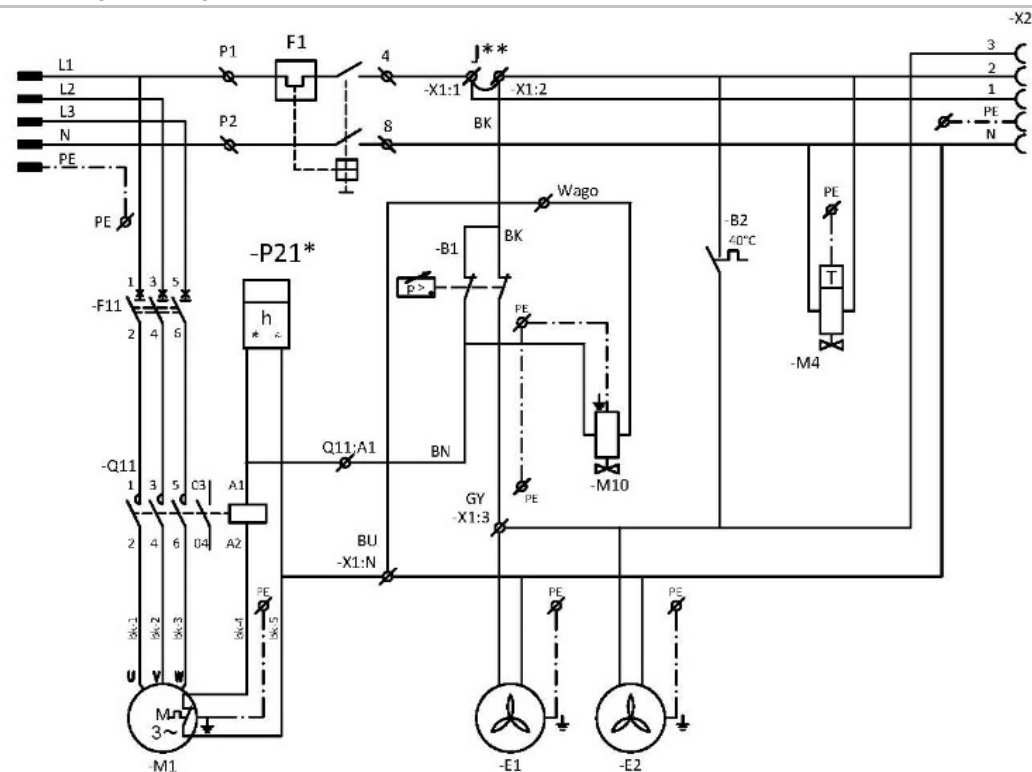 -X2
F1
P1
4
J**
3
L1
2
-X1:1
-X1:2
L2
1
L3
P2
BK
PE
N
8
N
PE
Wago
PE
PE
-B2
-B1
BK
40°C
-P21*
T
1 3 5
P >
-F11
h
PE
2 4 6
-M4
Q11:A1
BN
-Q11
-M10
1 3 5 03 A1
GY
PE
-X1:3
2 4 6 04 A2
BU
-X1:N
PE
PE
PE
bk-1
bk-2
bk-3
bk-4
bk-5
U V W
M
3~
-M1
-E1
-E2